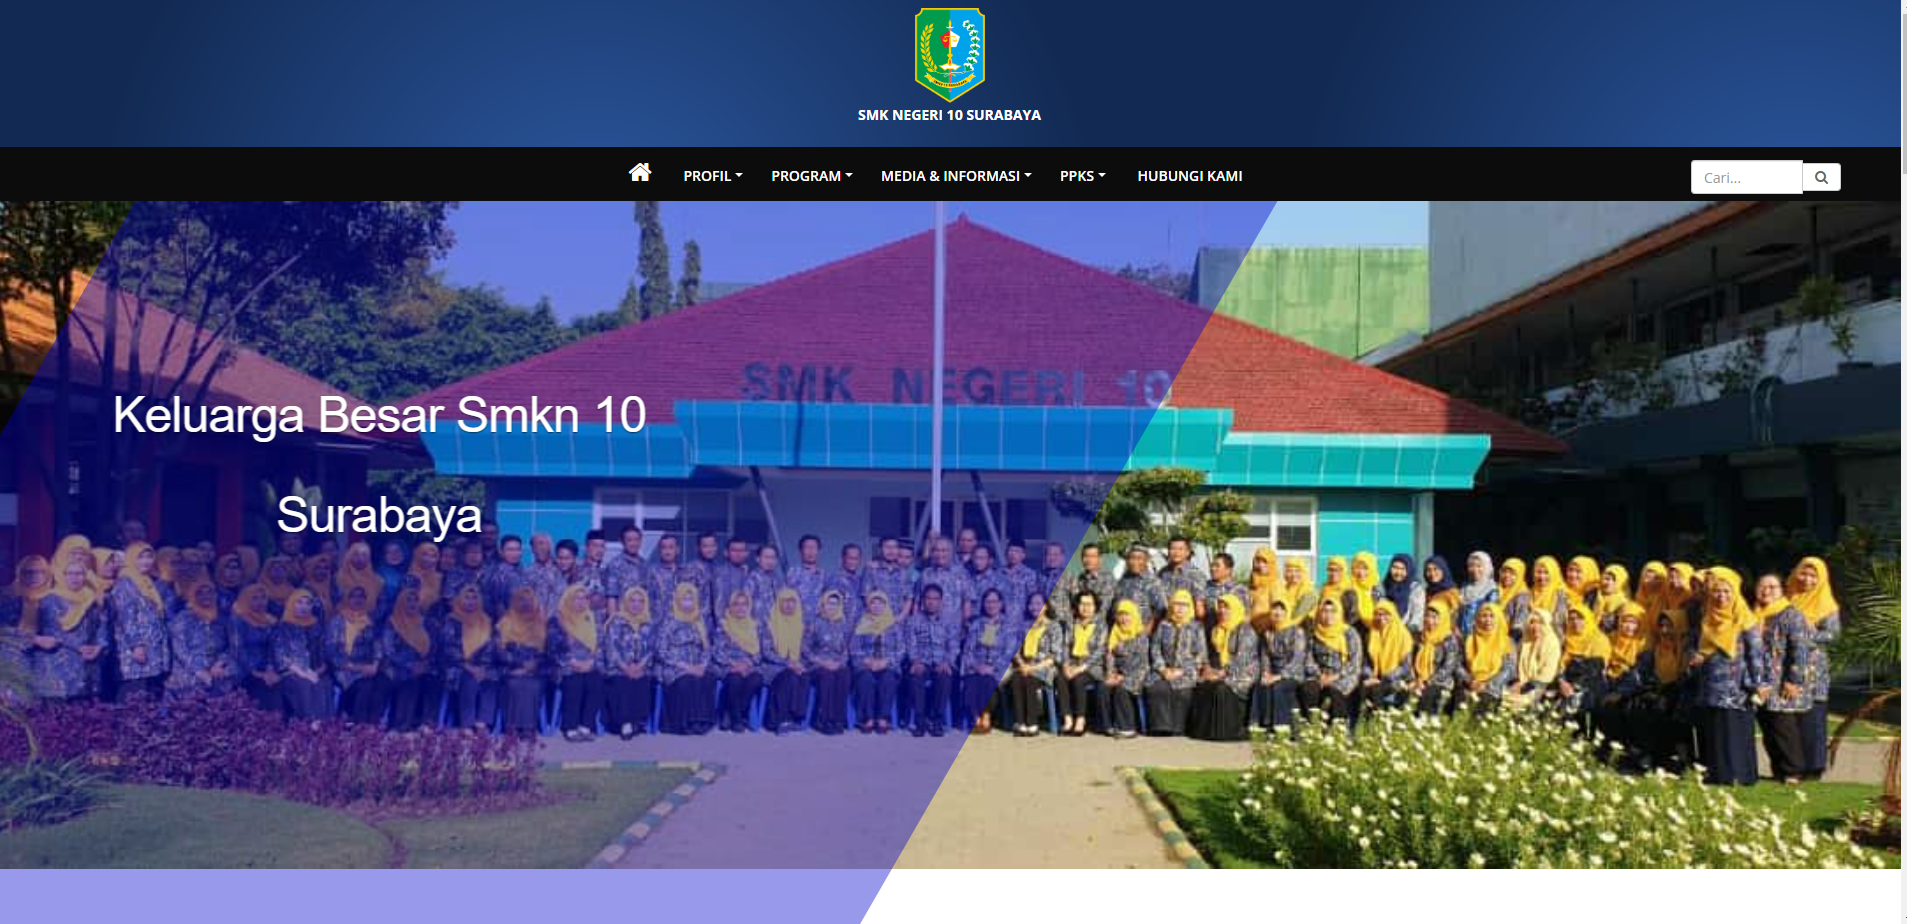 SMK NEGERI 10 SURABAYA
PROFIL PROGRAM MEDIA & INFORMASI PPKS HUBUNGI KAMI Cari...
SMK NEGERI 10
Keluarga Besar Smkn 10
Surabaya